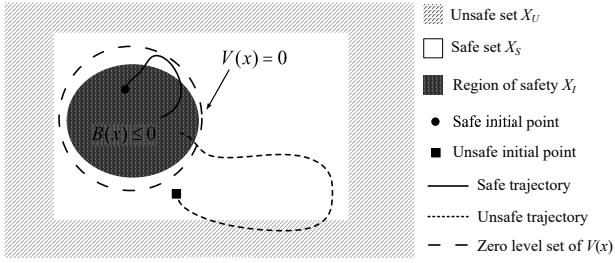 V(x) = 0
B(x) ≤ 0
Unsafe set X_U
Safe set X_S
Region of safety X_I
Safe initial point
Unsafe initial point
Safe trajectory
Unsafe trajectory
Zero level set of V(x)